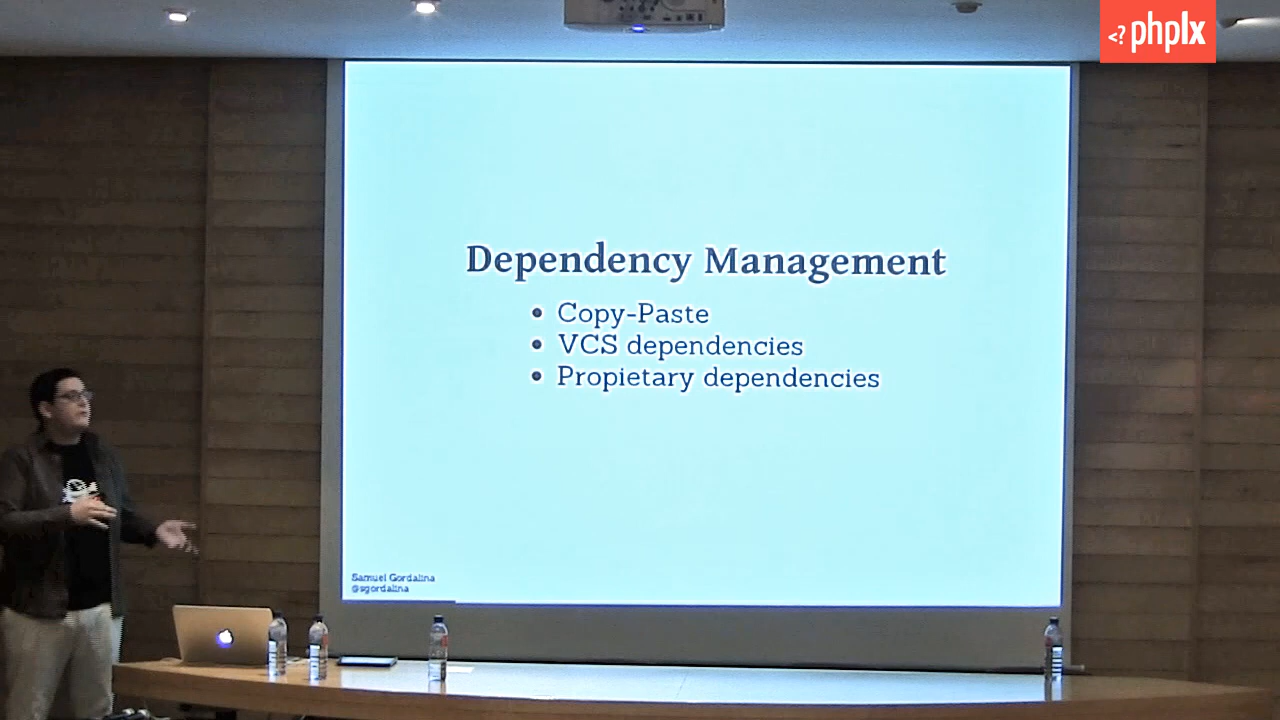 <? phplx
Dependency Management
Copy-Paste
VCS dependencies
Propietary dependencies
Samuel Gordalina
@sgordalina